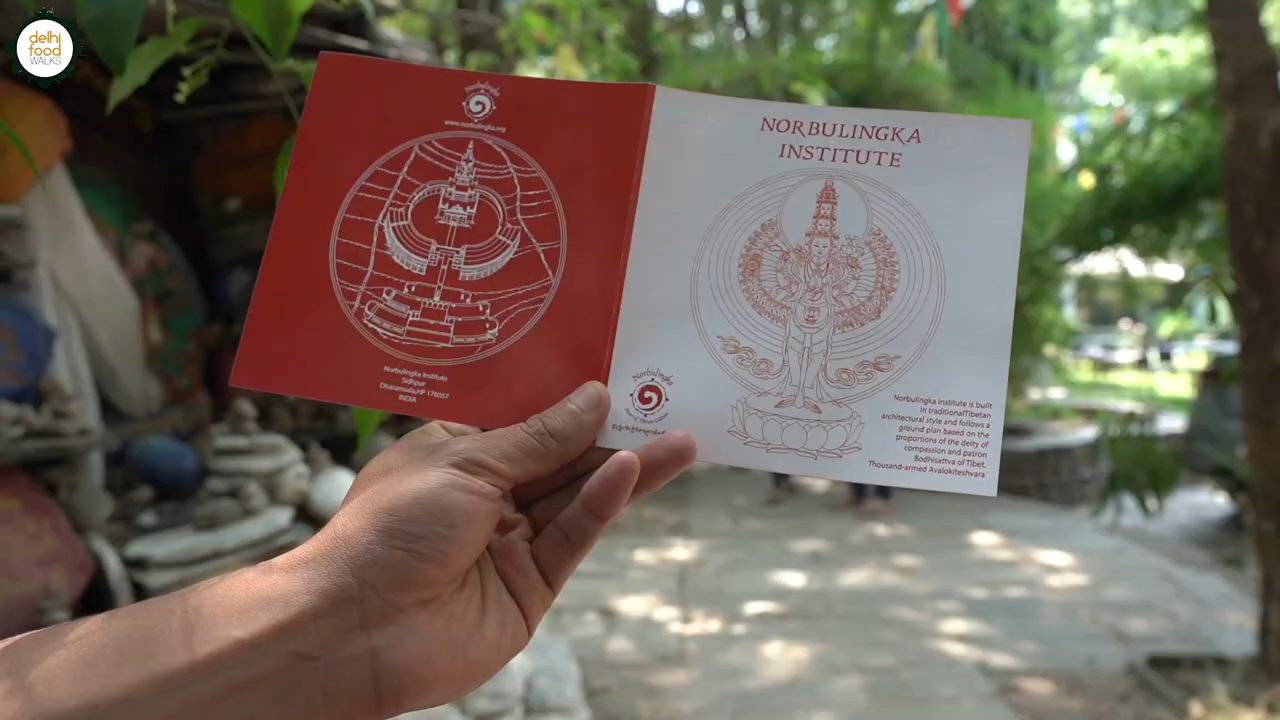 delhi
food
WALKS
Norbulingka
www.norbulingka.org
Norbulingka Institute
Sidhpur
Dharamsala,HP 176057
INDIA
NORBULINGKA
INSTITUTE
Norbulingka
Norbulingka Institute is built
in traditionalTibetan
architectural style and follows a
ground plan based on the
proportions of the deity of
compassion and patron
Bodhisattva of Tibet,
Thousand-armed Avalokiteshvara